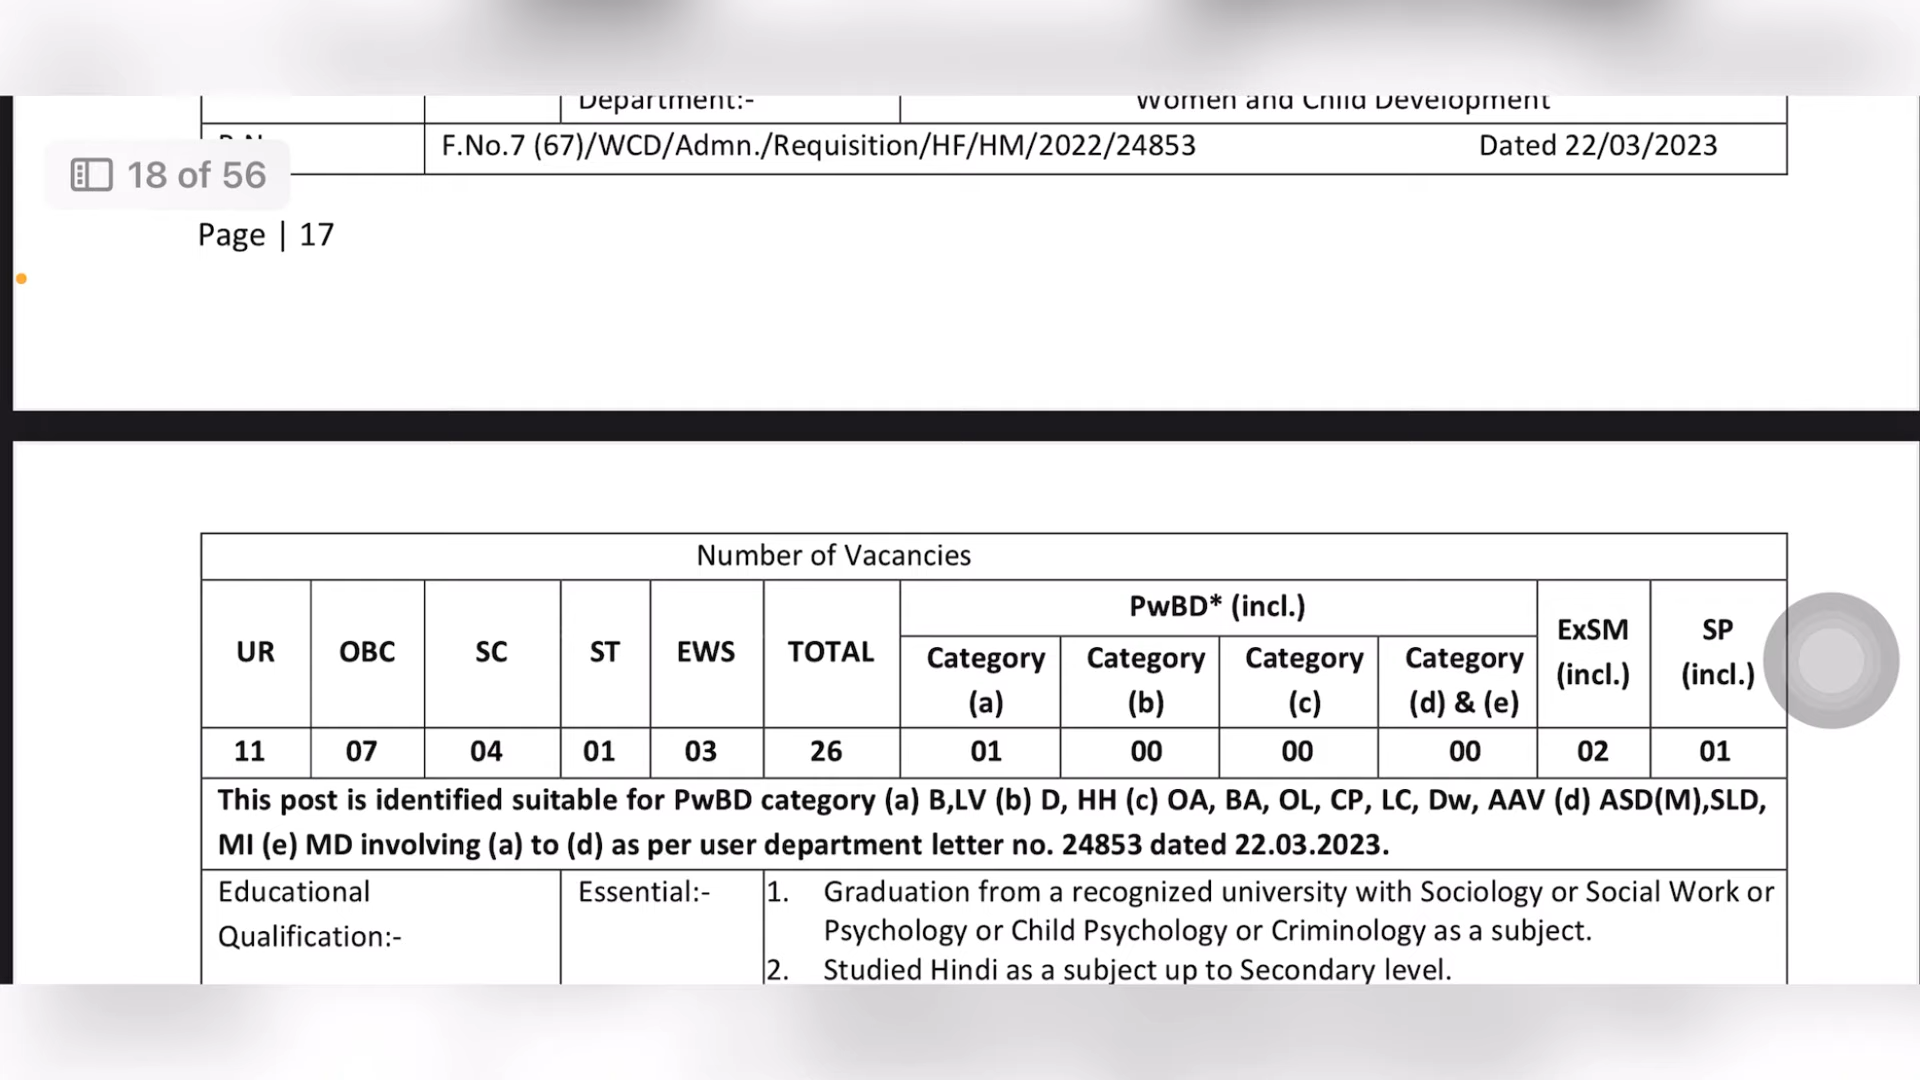 Department:- Women and Child Development
F.No.7 (67)/WCD/Admn./Requisition/HF/HM/2022/24853 Dated 22/03/2023
18 of 56
Page | 17
Number of Vacancies
UR OBC SC ST EWS TOTAL PwBD* (incl.) ExSM (incl.) SP (incl.)
Category (a) Category (b) Category (c) Category (d) & (e)
11 07 04 01 03 26 01 00 00 00 02 01
This post is identified suitable for PwBD category (a) B,LV (b) D, HH (c) OA, BA, OL, CP, LC, Dw, AAV (d) ASD(M),SLD,
MI (e) MD involving (a) to (d) as per user department letter no. 24853 dated 22.03.2023.
Educational Qualification:- Essential:- 1. Graduation from a recognized university with Sociology or Social Work or
Psychology or Child Psychology or Criminology as a subject.
2. Studied Hindi as a subject up to Secondary level.